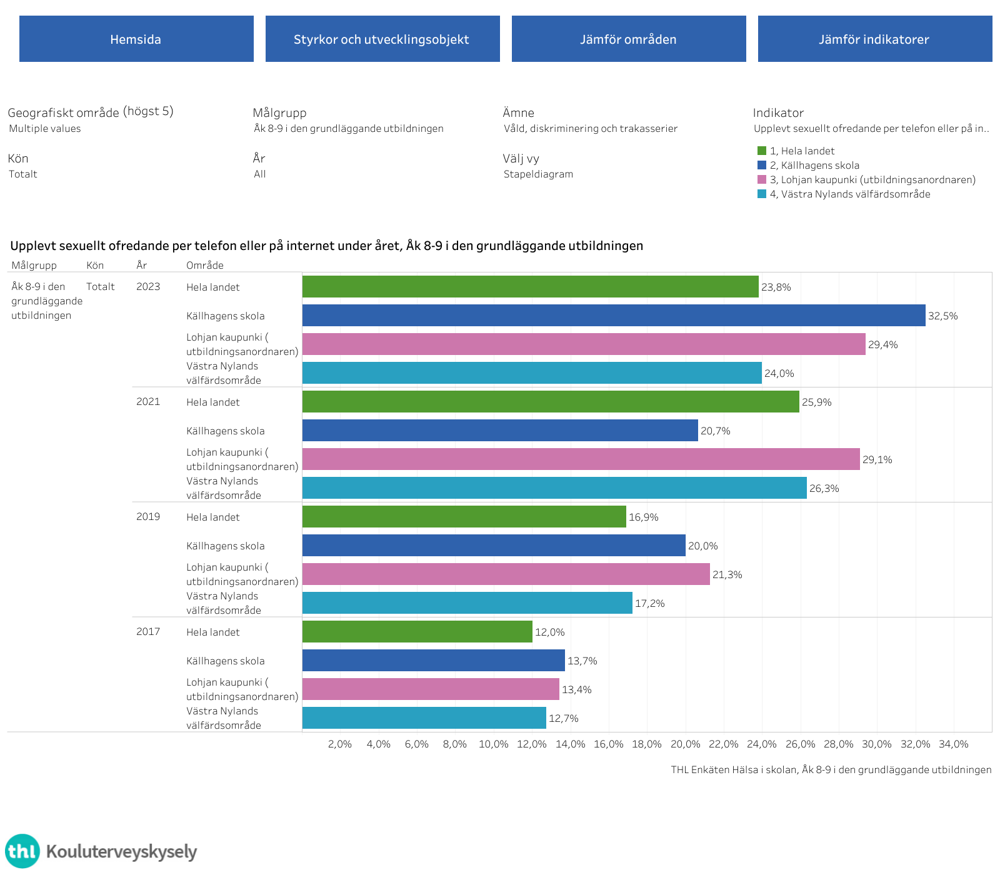 Hemsida
Styrkor och utvecklingsobjekt
Jämför områden
Jämför indikatorer
Geografiskt område (högst 5)
Multiple values
Målgrupp
Åk 8-9 i den grundläggande utbildningen
Ämne
Våld, diskriminering och trakasserier
Indikator
Upplevt sexuellt ofredande per telefon eller på in..
Kön
Totalt
År
All
Välj vy
Stapeldiagram
1, Hela landet
2, Källhagens skola
3, Lohjan kaupunki (utbildningsanordnaren)
4, Västra Nylands välfärdsområde
Upplevt sexuellt ofredande per telefon eller på internet under året, Åk 8-9 i den grundläggande utbildningen
Målgrupp Kön År Område
Åk 8-9 i den
grundläggande
utbildningen
Totalt
2023
Hela landet
23,8%
Källhagens skola
32,5%
Lohjan kaupunki (
utbildningsanordnaren)
29,4%
Västra Nylands
välfärdsområde
24,0%
2021
Hela landet
25,9%
Källhagens skola
20,7%
Lohjan kaupunki (
utbildningsanordnaren)
29,1%
Västra Nylands
välfärdsområde
26,3%
2019
Hela landet
16,9%
Källhagens skola
20,0%
Lohjan kaupunki (
utbildningsanordnaren)
21,3%
Västra Nylands
välfärdsområde
17,2%
2017
Hela landet
12,0%
Källhagens skola
13,7%
Lohjan kaupunki (
utbildningsanordnaren)
13,4%
Västra Nylands
välfärdsområde
12,7%
2,0% 4,0% 6,0% 8,0% 10,0% 12,0% 14,0% 16,0% 18,0% 20,0% 22,0% 24,0% 26,0% 28,0% 30,0% 32,0% 34,0%
THL Enkäten Hälsa i skolan, Åk 8-9 i den grundläggande utbildningen
thl Kouluterveyskysely